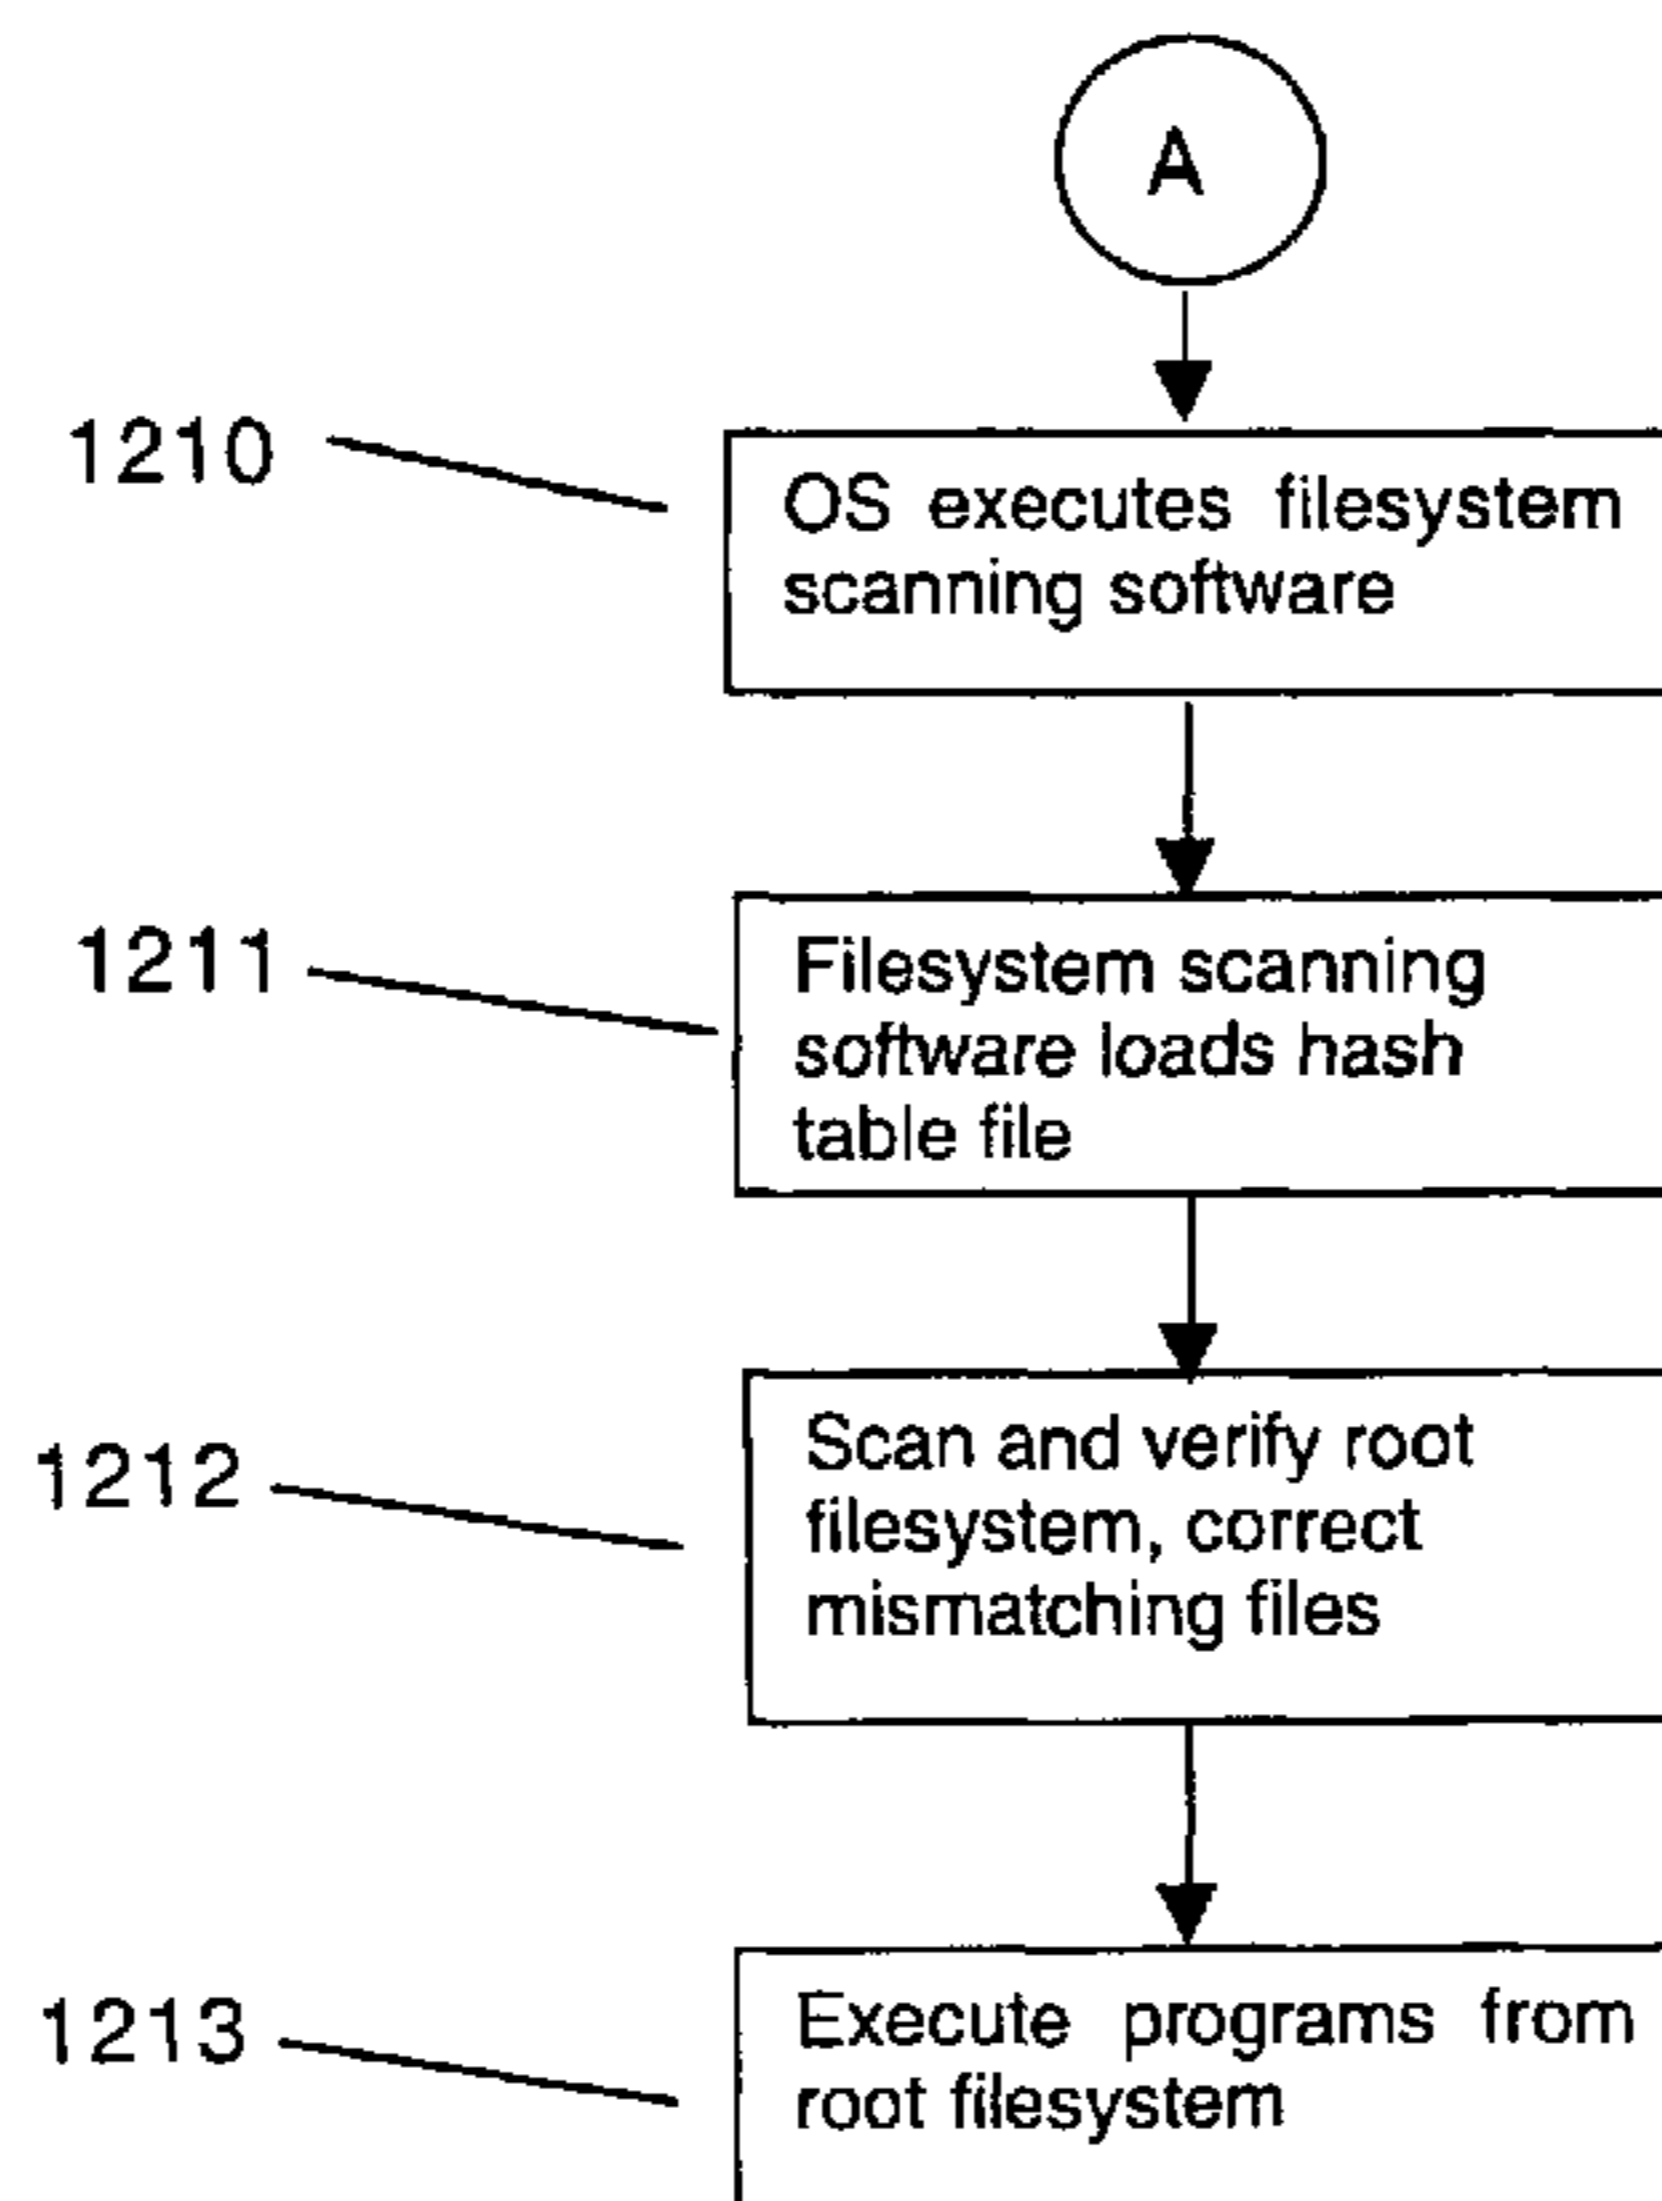 A
1210
OS executes filesystem
scanning software
1211
Filesystem scanning
software loads hash
table file
1212
Scan and verify root
filesystem, correct
mismatching files
1213
Execute programs from
root filesystem